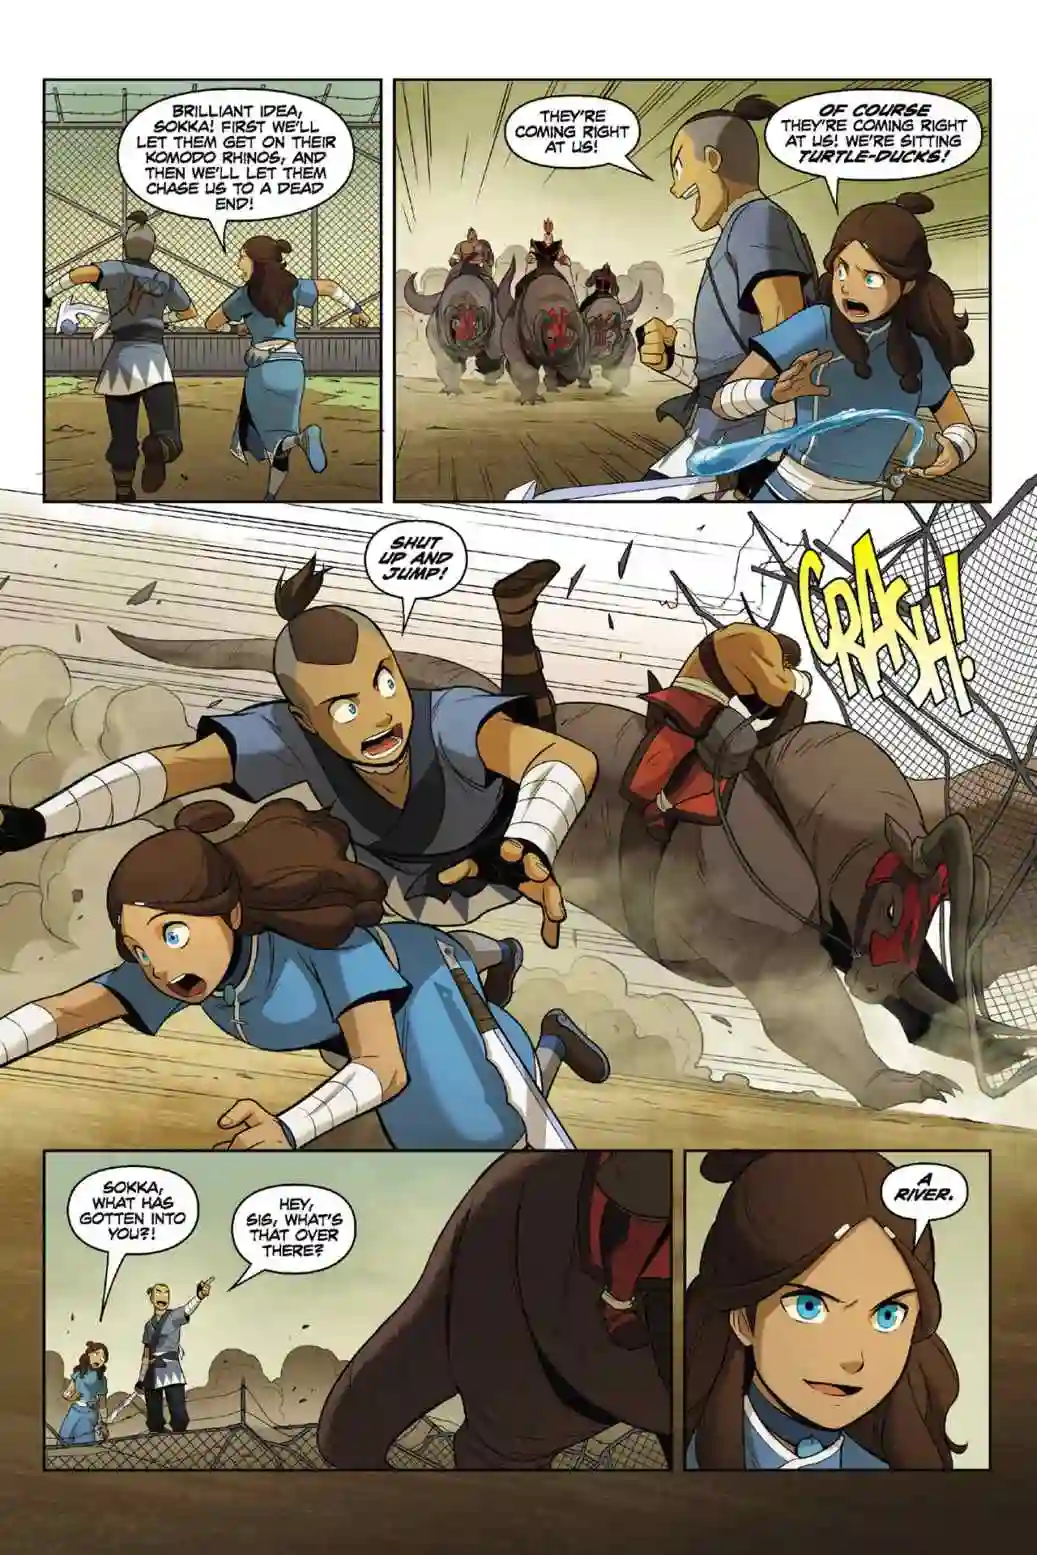 BRILLIANT IDEA,
SOKKA! FIRST WE'LL
LET THEM GET ON THEIR
KOMODO RHINOS, AND
THEN WE'LL LET THEM
CHASE US TO A DEAD
END!
THEY'RE
COMING RIGHT
AT US!
OF COURSE
THEY'RE COMING RIGHT
AT US! WE'RE SITTING
TURTLE-DUCKS!
SHUT
UP AND
JUMP!
CRASH!
SOKKA,
WHAT HAS
GOTTEN INTO
YOU?!
HEY,
SIS, WHAT'S
THAT OVER
THERE?
A
RIVER.